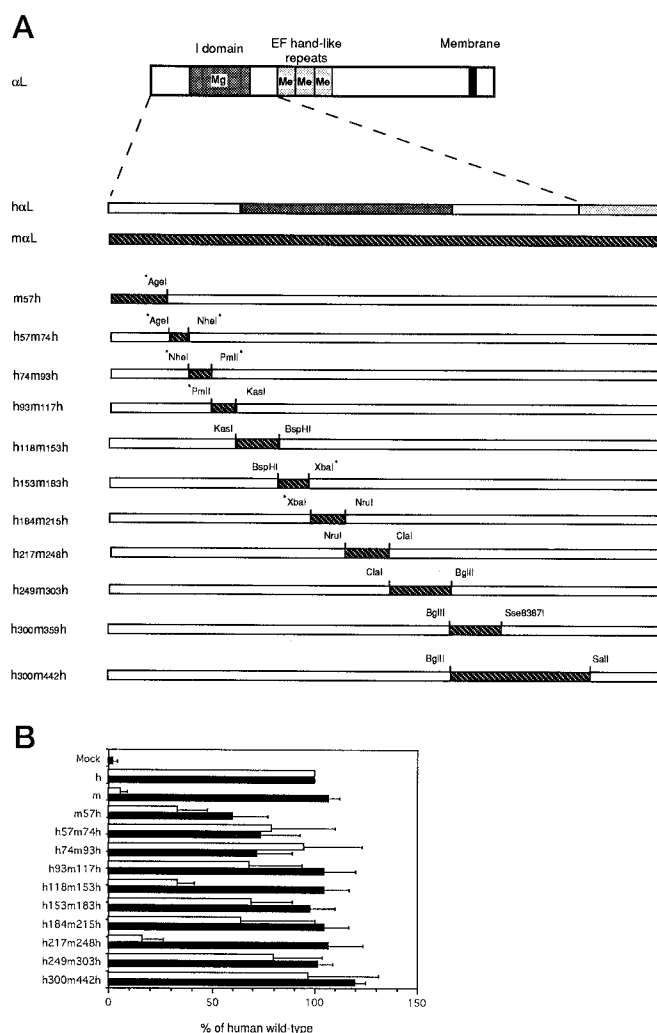 A
I domain
EF hand-like
repeats
Membrane
αL
Mg
Me Me Me
hαL
mαL
*AgeI
m57h
*AgeI NheI*
h57m74h
*NheI PmlI*
h74m93h
*PmlI KasI
h93m117h
KasI BspHI
h118m153h
BspHI XbaI*
h153m183h
*XbaI NruI
h184m215h
NruI ClaI
h217m248h
ClaI BglII
h249m303h
BglII Sse8387I
h300m359h
BglII SalI
h300m442h
B
Mock
h
m
m57h
h57m74h
h74m93h
h93m117h
h118m153h
h153m183h
h184m215h
h217m248h
h249m303h
h300m442h
0 50 100 150
% of human wild-type